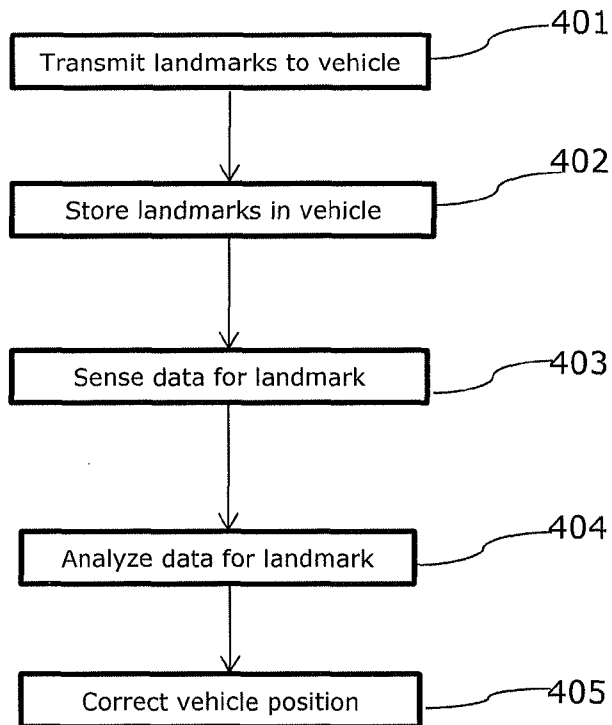 401
Transmit landmarks to vehicle
402
Store landmarks in vehicle
403
Sense data for landmark
404
Analyze data for landmark
405
Correct vehicle position